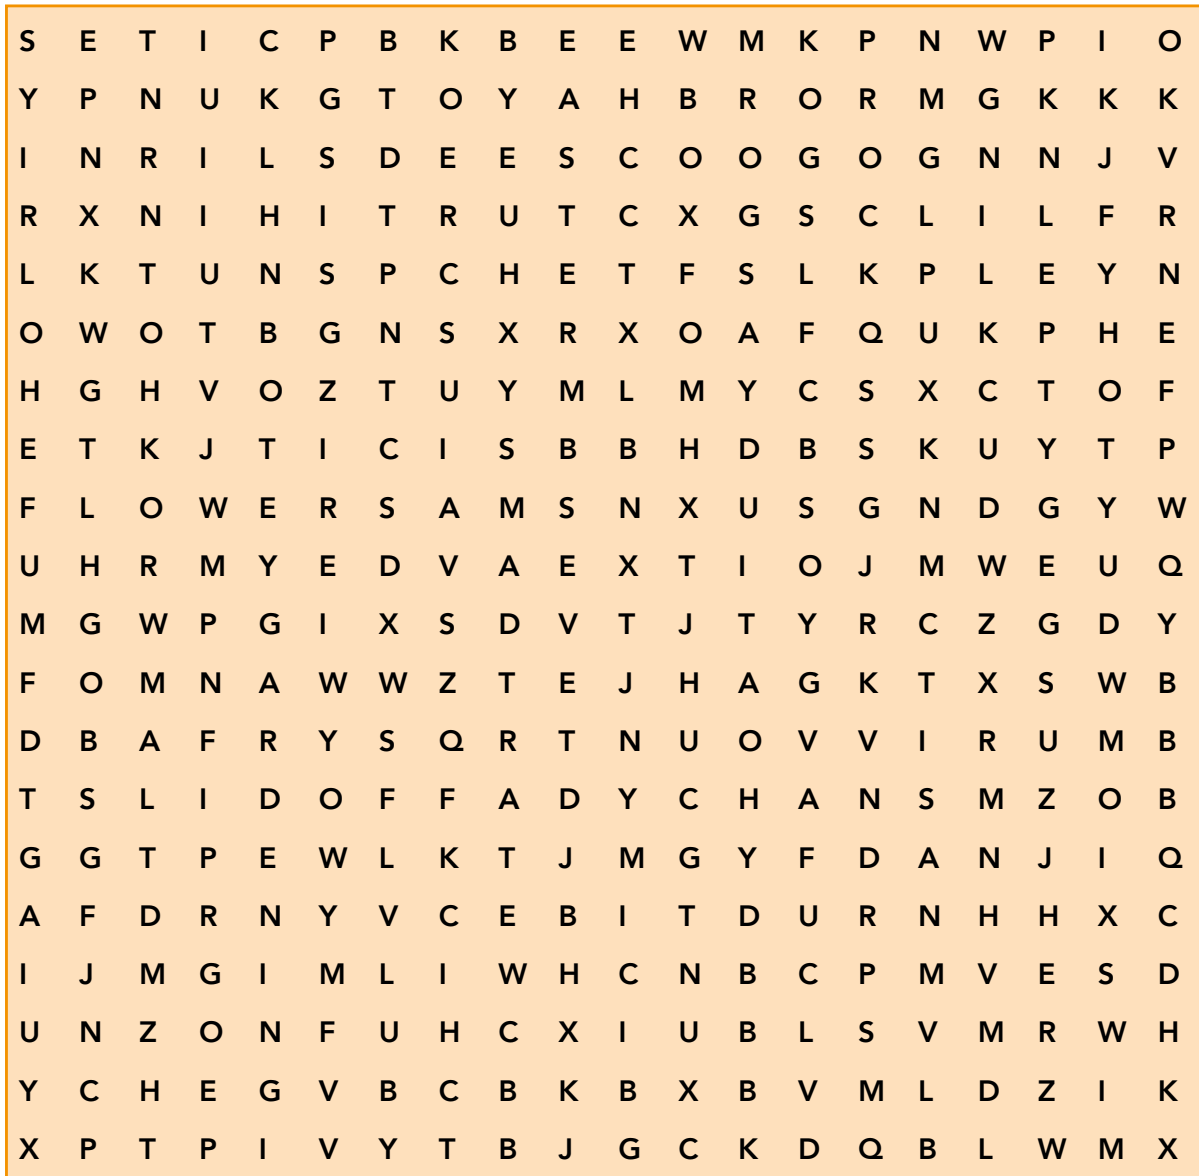 S E T I C P B K B E E W M K P N W P I O
Y P N U K G T O Y A H B R O R M G K K K
I N R I L S D E E S C O O G O G N N J V
R X N I H I T R U T C X G S C L I L F R
L K T U N S P C H E T F S L K P L E Y N
O W O T B G N S X R X O A F Q U K P H E
H G H V O Z T U Y M L M Y C S X C T O F
E T K J T I C I S B B H D B S K U Y T P
F L O W E R S A M S N X U S G N D G Y W
U H R M Y E D V A E X T I O J M W E U Q
M G W P G I X S D V T J T Y R C Z G D Y
F O M N A W W Z T E J H A G K T X S W B
D B A F R Y S Q R T N U O V V I R U M B
T S L I D O F F A D Y C H A N S M Z O B
G G T P E W L K T J M G Y F D A N J I Q
A F D R N Y V C E B I T D U R N H H X C
I J M G I M L I W H C N B C P M V E S D
U N Z O N F U H C X I U B L S V M R W H
Y C H E G V B C B K B X B V M L D Z I K
X P T P I V Y T B J G C K D Q B L W M X